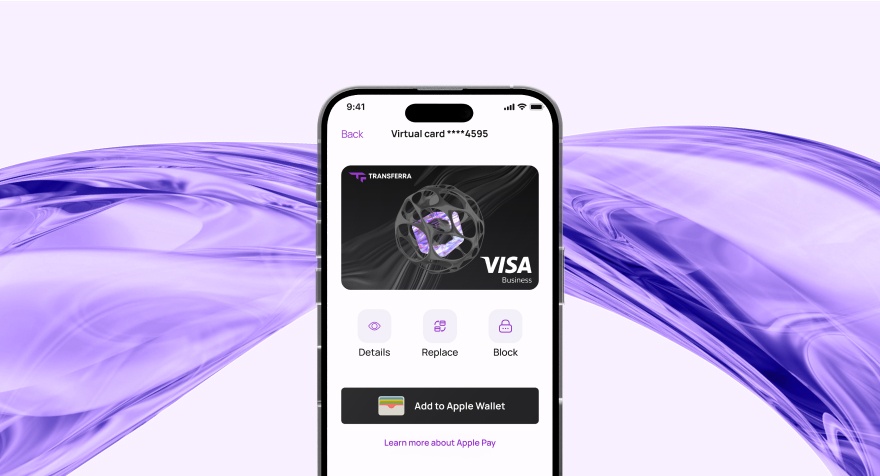 9:41
Back
Virtual card ****4595
TRANSFERRA
VISA
Business
Details
Replace
Block
Add to Apple Wallet
Learn more about Apple Pay